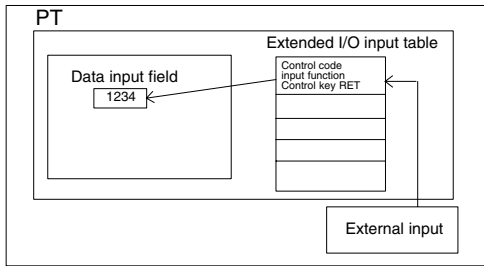 PT
Extended I/O input table
Data input field
1234
Control code
input function
Control key RET
External input